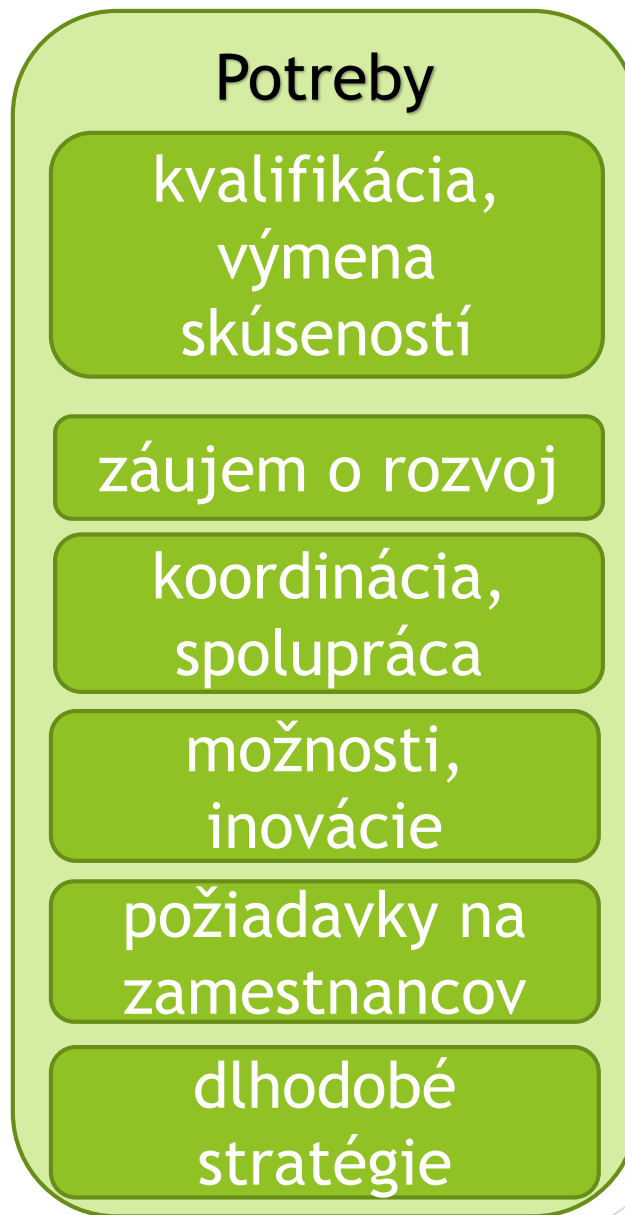 Potreby
kvalifikácia,
výmena
skúseností
záujem o rozvoj
koordinácia,
spolupráca
možnosti,
inovácie
požiadavky na
zamestnancov
dlhodobé
stratégie